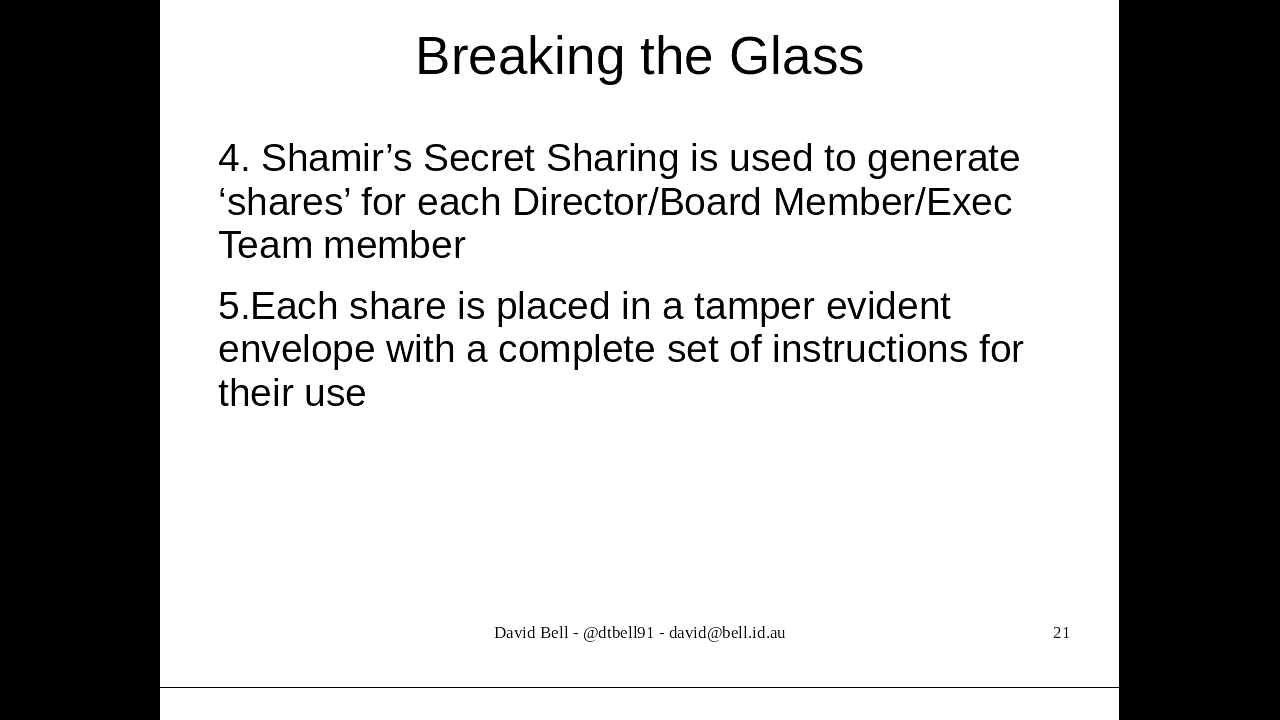 Breaking the Glass
4. Shamir’s Secret Sharing is used to generate
‘shares’ for each Director/Board Member/Exec
Team member
5.Each share is placed in a tamper evident
envelope with a complete set of instructions for
their use
David Bell - @dtbell91 - david@bell.id.au
21